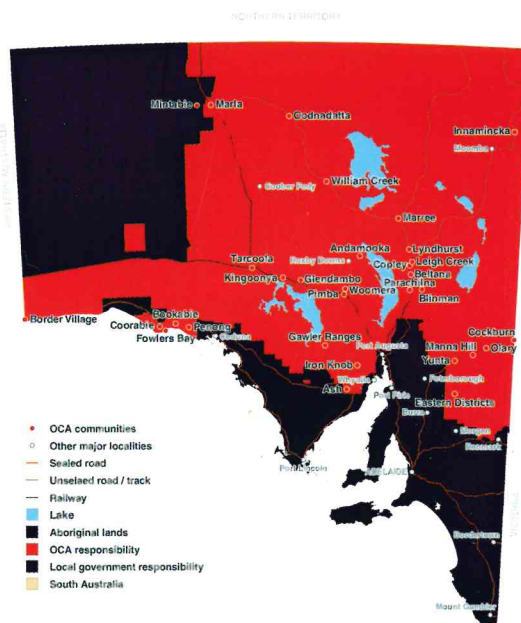 NORTHERN TERRITORY
Mintabie
Marla
Oodnadatta
Innamincka
Moomba
William Creek
Coober Pedy
Marree
Andamooka
Lyndhurst
Roxby Downs
Copley
Leigh Creek
Tarcoola
Beltana
Kingoonya
Glendambo
Parachilna
Pimba
Woomera
Blinman
Border Village
Bookabie
Coorabie
Penong
Fowlers Bay
Ceduna
Gawler Ranges
Port Augusta
Cockburn
Manna Hill
Olary
Yunta
Iron Knob
Whyalla
Peterborough
Ash
Port Pirie
Eastern Districts
Burra
Morgan
Renmark
Port Lincoln
ADELAIDE
Bordertown
Mount Gambier
OCA communities
Other major localities
Sealed road
Unselaed road / track
Railway
Lake
Aboriginal lands
OCA responsibility
Local government responsibility
South Australia